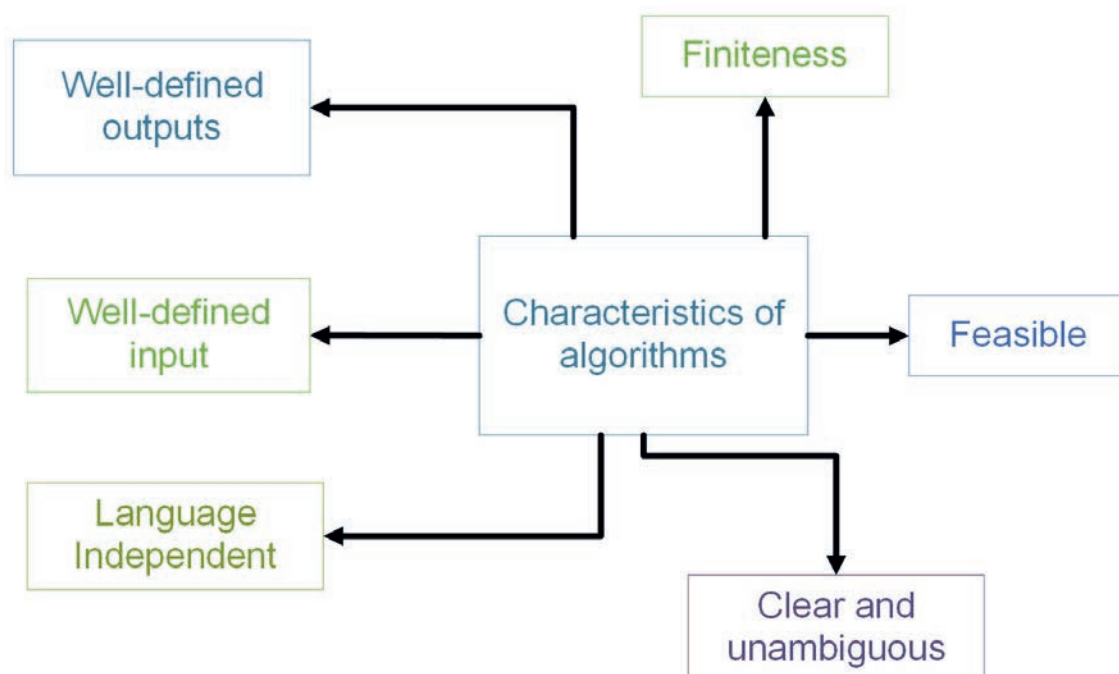 Finiteness
Well-defined
outputs
Characteristics of
algorithms
Well-defined
input
Feasible
Language
Independent
Clear and
unambiguous